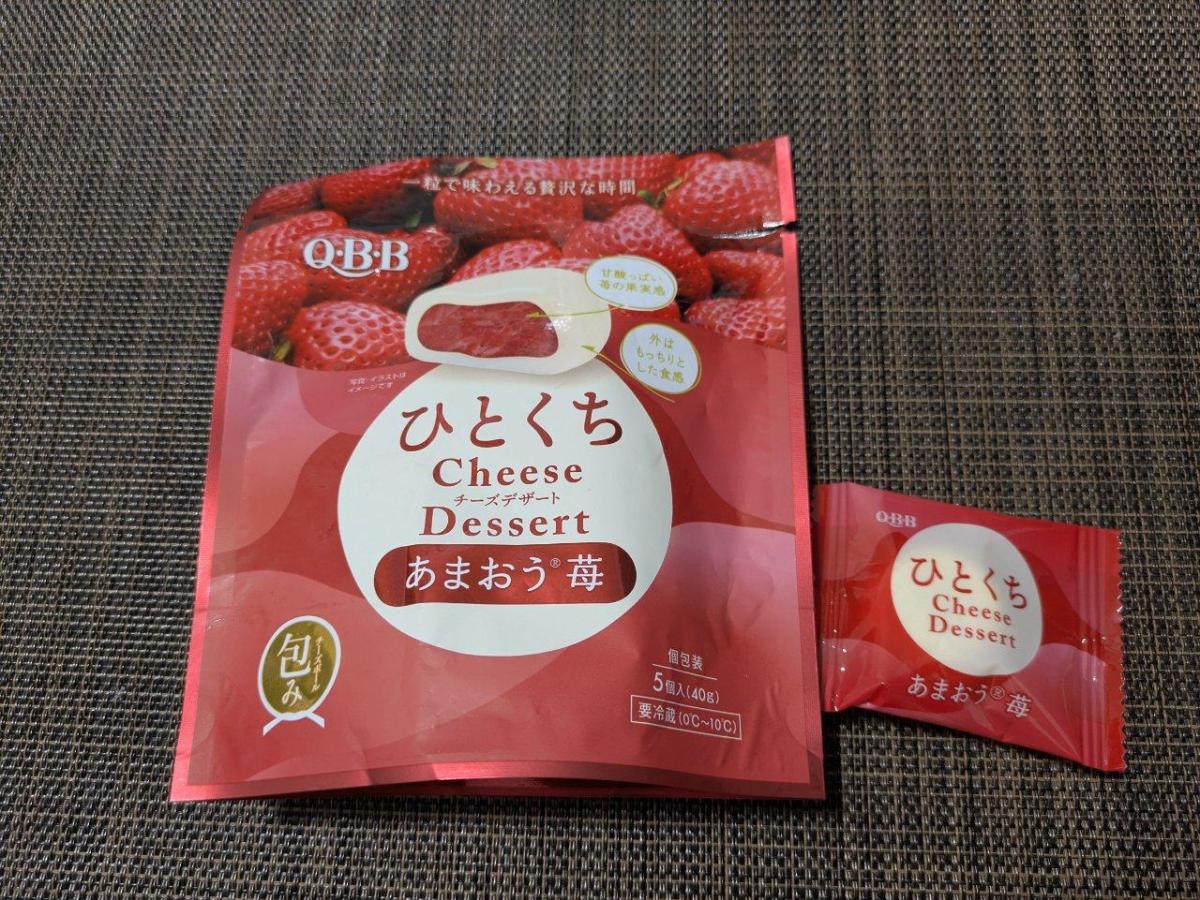 一粒で味わえる贅沢な時間
Q・B・B
甘酸っぱい
苺の果実感
外は
もっちりと
した食感
写真・イラストは
イメージです
ひとくち
Cheese
チーズデザート
Dessert
あまおう®苺
チーズボール
包み
個包装
5個入(40g)
要冷蔵(0℃~10℃)
Q・B・B
ひとくち
Cheese
Dessert
あまおう®苺